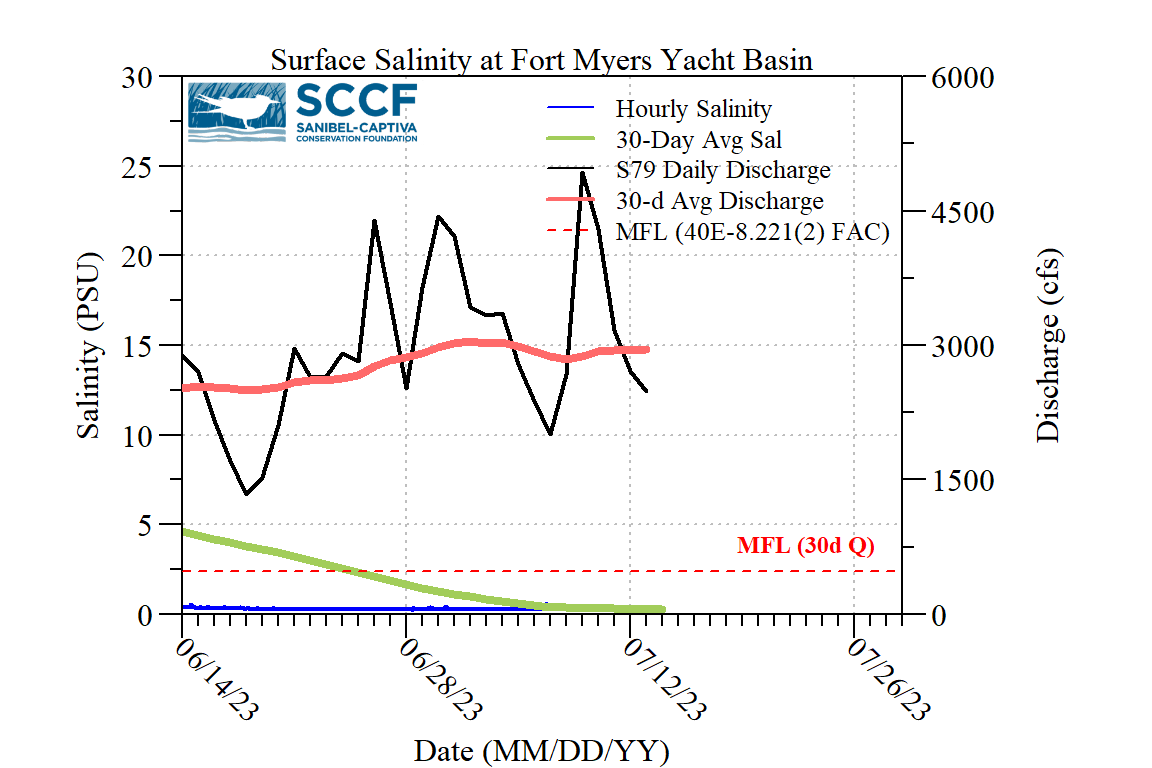 Surface Salinity at Fort Myers Yacht Basin
SCCF
SANIBEL-CAPTIVA
CONSERVATION FOUNDATION
Hourly Salinity
30-Day Avg Sal
S79 Daily Discharge
30-d Avg Discharge
MFL (40E-8.221(2) FAC)
30
25
20
15
10
5
0
Salinity (PSU)
6000
4500
3000
1500
0
Discharge (cfs)
MFL (30d Q)
06/14/23
06/28/23
07/12/23
07/26/23
Date (MM/DD/YY)